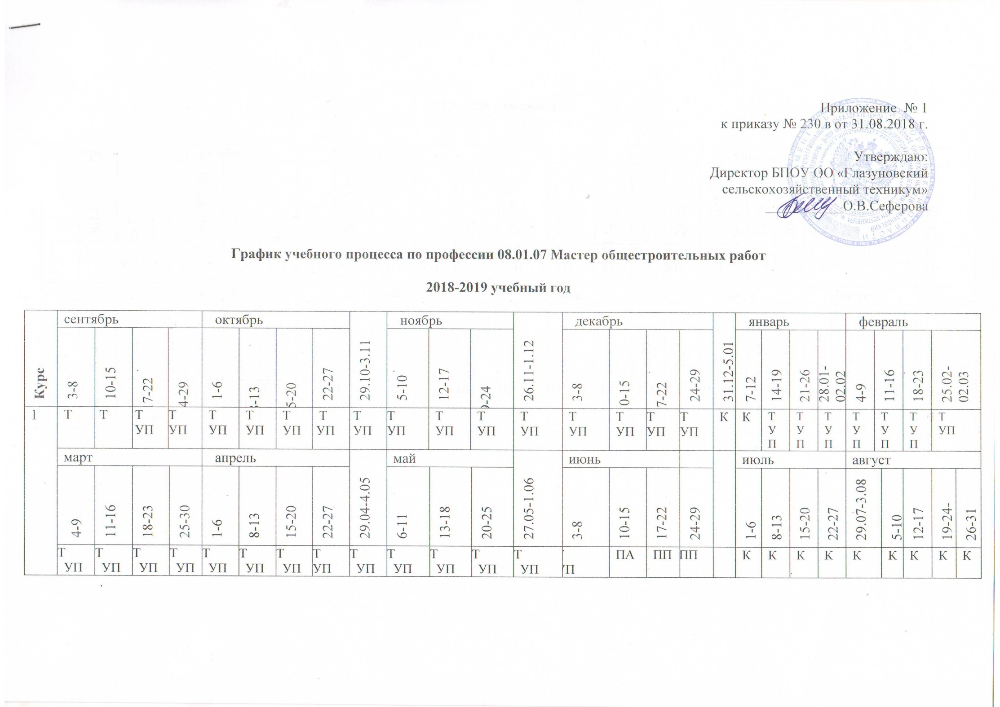 Приложение № 1
к приказу № 230 в от 31.08.2018 г.
Утверждаю:
Директор БПОУ ОО «Глазуновский
сельскохозяйственный техникум»
О.В.Сеферова
График учебного процесса по профессии 08.01.07 Мастер общестроительных работ
2018-2019 учебный год
Курс сентябрь октябрь 29.10-3.11 ноябрь 26.11-1.12 декабрь 31.12-5.01 январь февраль
3-8 10-15 7-22 4-29 1-6 3-13 5-20 22-27 5-10 12-17 9-24 3-8 0-15 7-22 24-29 7-12 14-19 21-26 28.01-02.02 4-9 11-16 18-23 25.02-02.03
1 Т Т Т УП Т УП Т УП Т УП Т УП Т УП Т УП Т УП Т УП Т УП Т УП Т УП Т УП Т УП Т УП К К Т УП Т УП Т УП Т УП Т УП Т УП Т УП
март апрель 29.04-4.05 май 27.05-1.06 июнь июль август
4-9 11-16 18-23 25-30 1-6 8-13 15-20 22-27 6-11 13-18 20-25 3-8 10-15 17-22 24-29 1-6 8-13 15-20 22-27 29.07-3.08 5-10 12-17 19-24- 26-31
Т УП Т УП Т УП Т УП Т УП Т УП Т УП Т УП Т УП Т УП Т УП Т УП Т УП Т УП ПА ПП ПП К К К К К К К К К